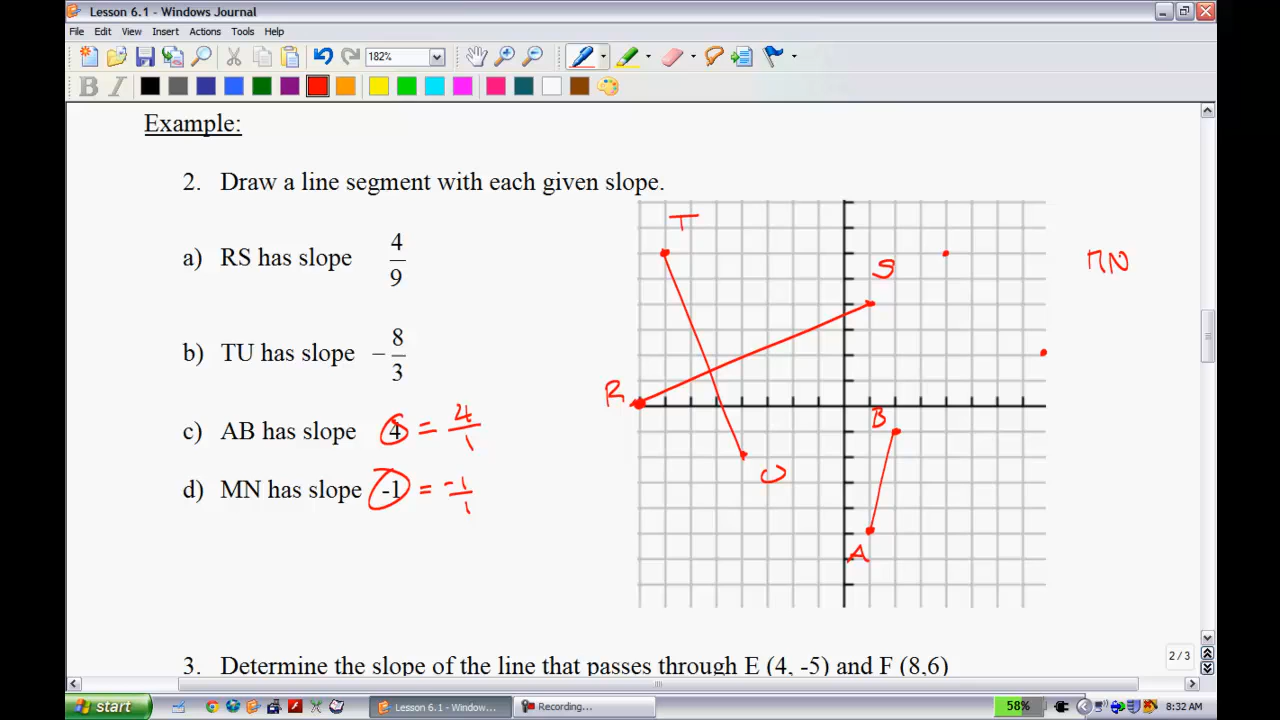 Lesson 6.1 - Windows Journal
File Edit View Insert Actions Tools Help
182%
B I
Example:
2. Draw a line segment with each given slope.
a) RS has slope 4/9
b) TU has slope - 8/3
c) AB has slope 4 = 4/1
d) MN has slope -1 = -1/1
T
S
MN
R
B
U
A
3. Determine the slope of the line that passes through E (4, -5) and F (8,6)
2 / 3
start
Lesson 6.1 - Window...
Recording...
58%
8:32 AM